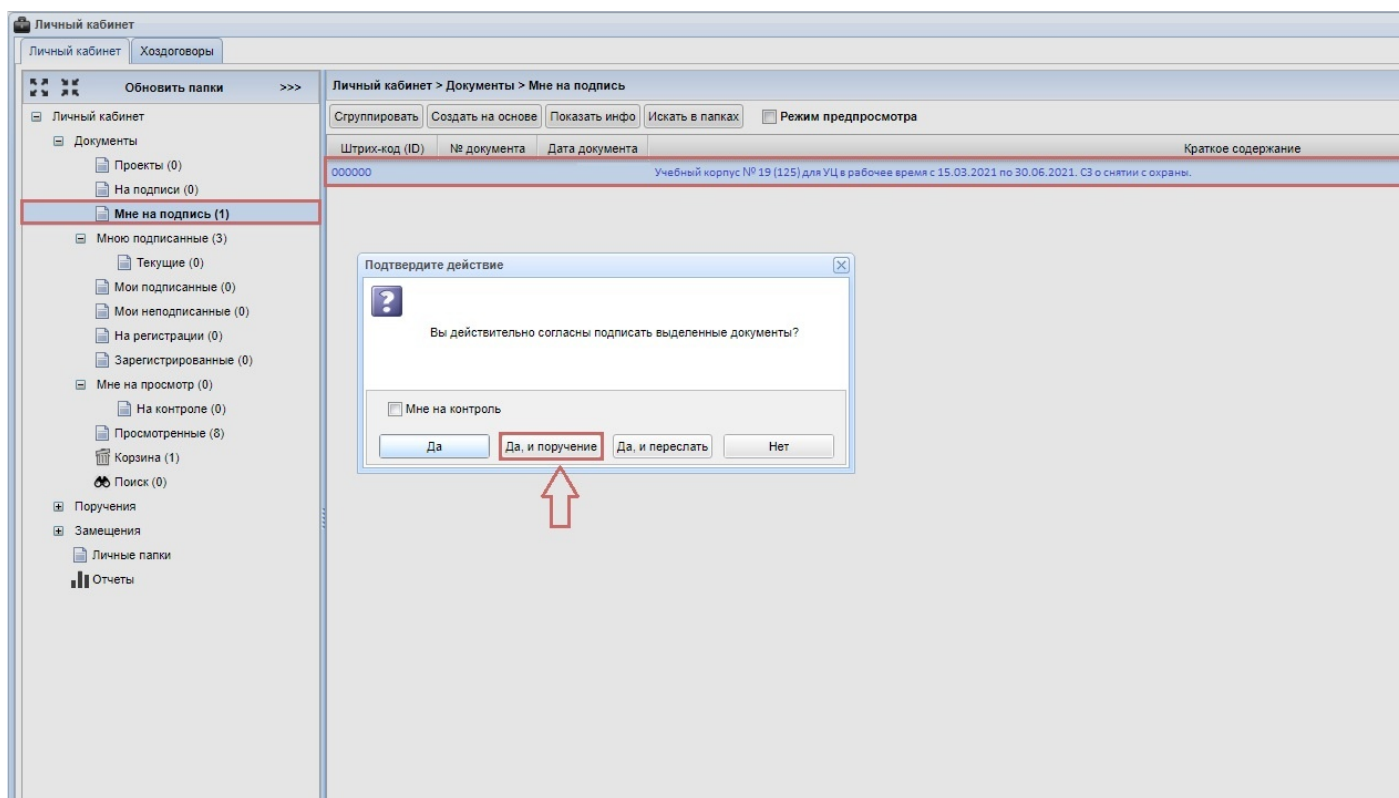 Личный кабинет
Личный кабинет Хоздоговоры
Обновить папки >>>
Личный кабинет
Документы
Проекты (0)
На подписи (0)
Мне на подпись (1)
Мною подписанные (3)
Текущие (0)
Мои подписанные (0)
Мои неподписанные (0)
На регистрации (0)
Зарегистрированные (0)
Мне на просмотр (0)
На контроле (0)
Просмотренные (8)
Корзина (1)
Поиск (0)
Поручения
Замещения
Личные папки
Отчеты
Личный кабинет > Документы > Мне на подпись
Сгруппировать Создать на основе Показать инфо Искать в папках Режим предпросмотра
Штрих-код (ID) № документа Дата документа Краткое содержание
000000 Учебный корпус № 19 (125) для УЦ в рабочее время с 15.03.2021 по 30.06.2021. СЗ о снятии с охраны.
Подтвердите действие
Вы действительно согласны подписать выделенные документы?
Мне на контроль
Да Да, и поручение Да, и переслать Нет